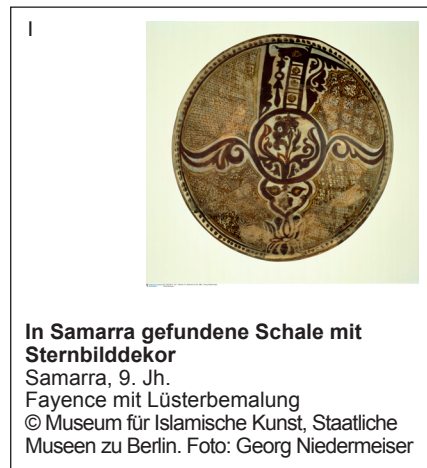 I
In Samarra gefundene Schale mit
Sternbilddekor
Samarra, 9. Jh.
Fayence mit Lüsterbemalung
© Museum für Islamische Kunst, Staatliche
Museen zu Berlin. Foto: Georg Niedermeiser